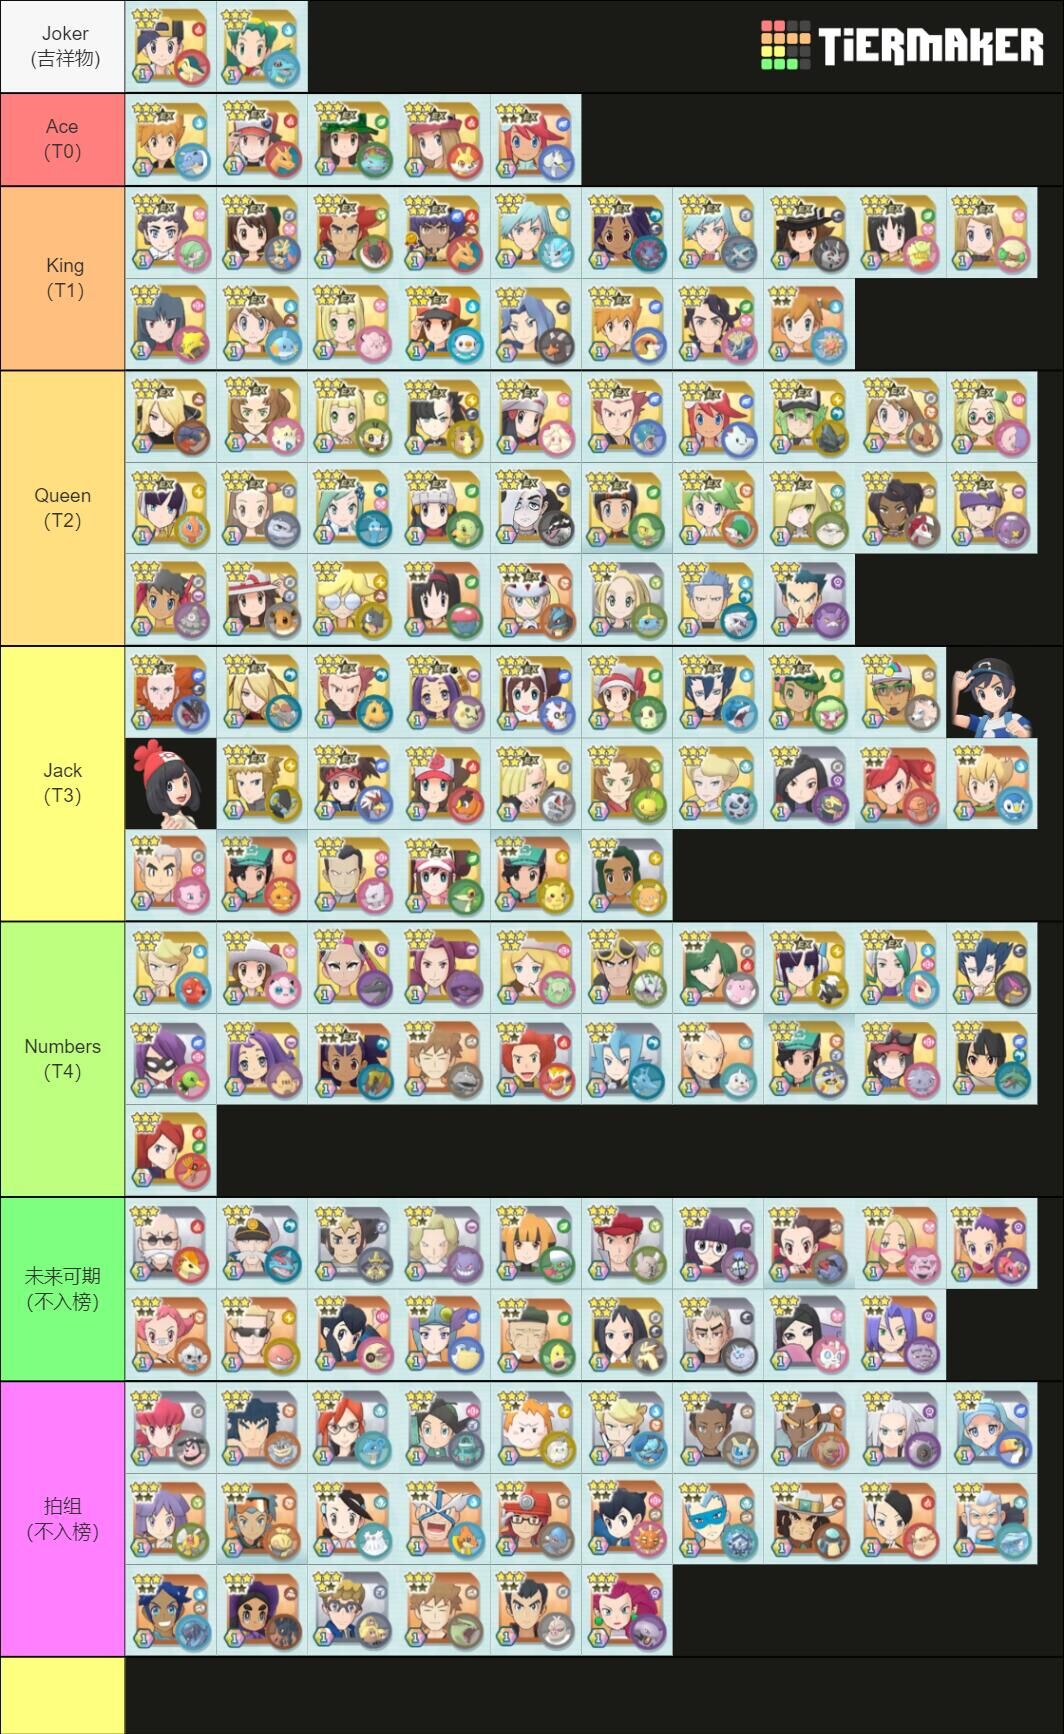 Joker
(吉祥物)
TiERMAKER
Ace
(T0)
King
(T1)
Queen
(T2)
Jack
(T3)
Numbers
(T4)
未来可期
(不入榜)
拍组
(不入榜)